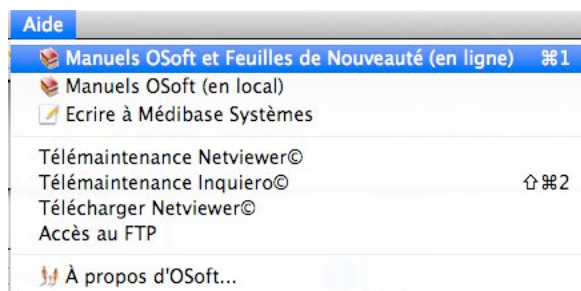 Aide
Manuels OSoft et Feuilles de Nouveauté (en ligne) ⌘1
Manuels OSoft (en local)
Ecrire à Médibase Systèmes
Télémaintenance Netviewer©
Télémaintenance Inquiero© ⇧⌘2
Télécharger Netviewer©
Accès au FTP
À propos d'OSoft...